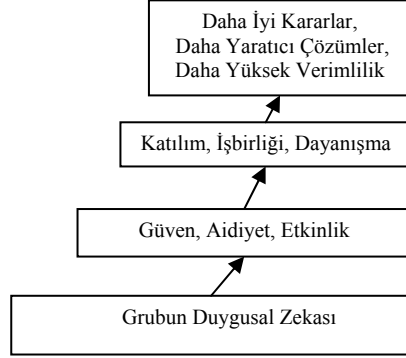 Daha İyi Kararlar,
Daha Yaratıcı Çözümler,
Daha Yüksek Verimlilik
Katılım, İşbirliği, Dayanışma
Güven, Aidiyet, Etkinlik
Grubun Duygusal Zekası